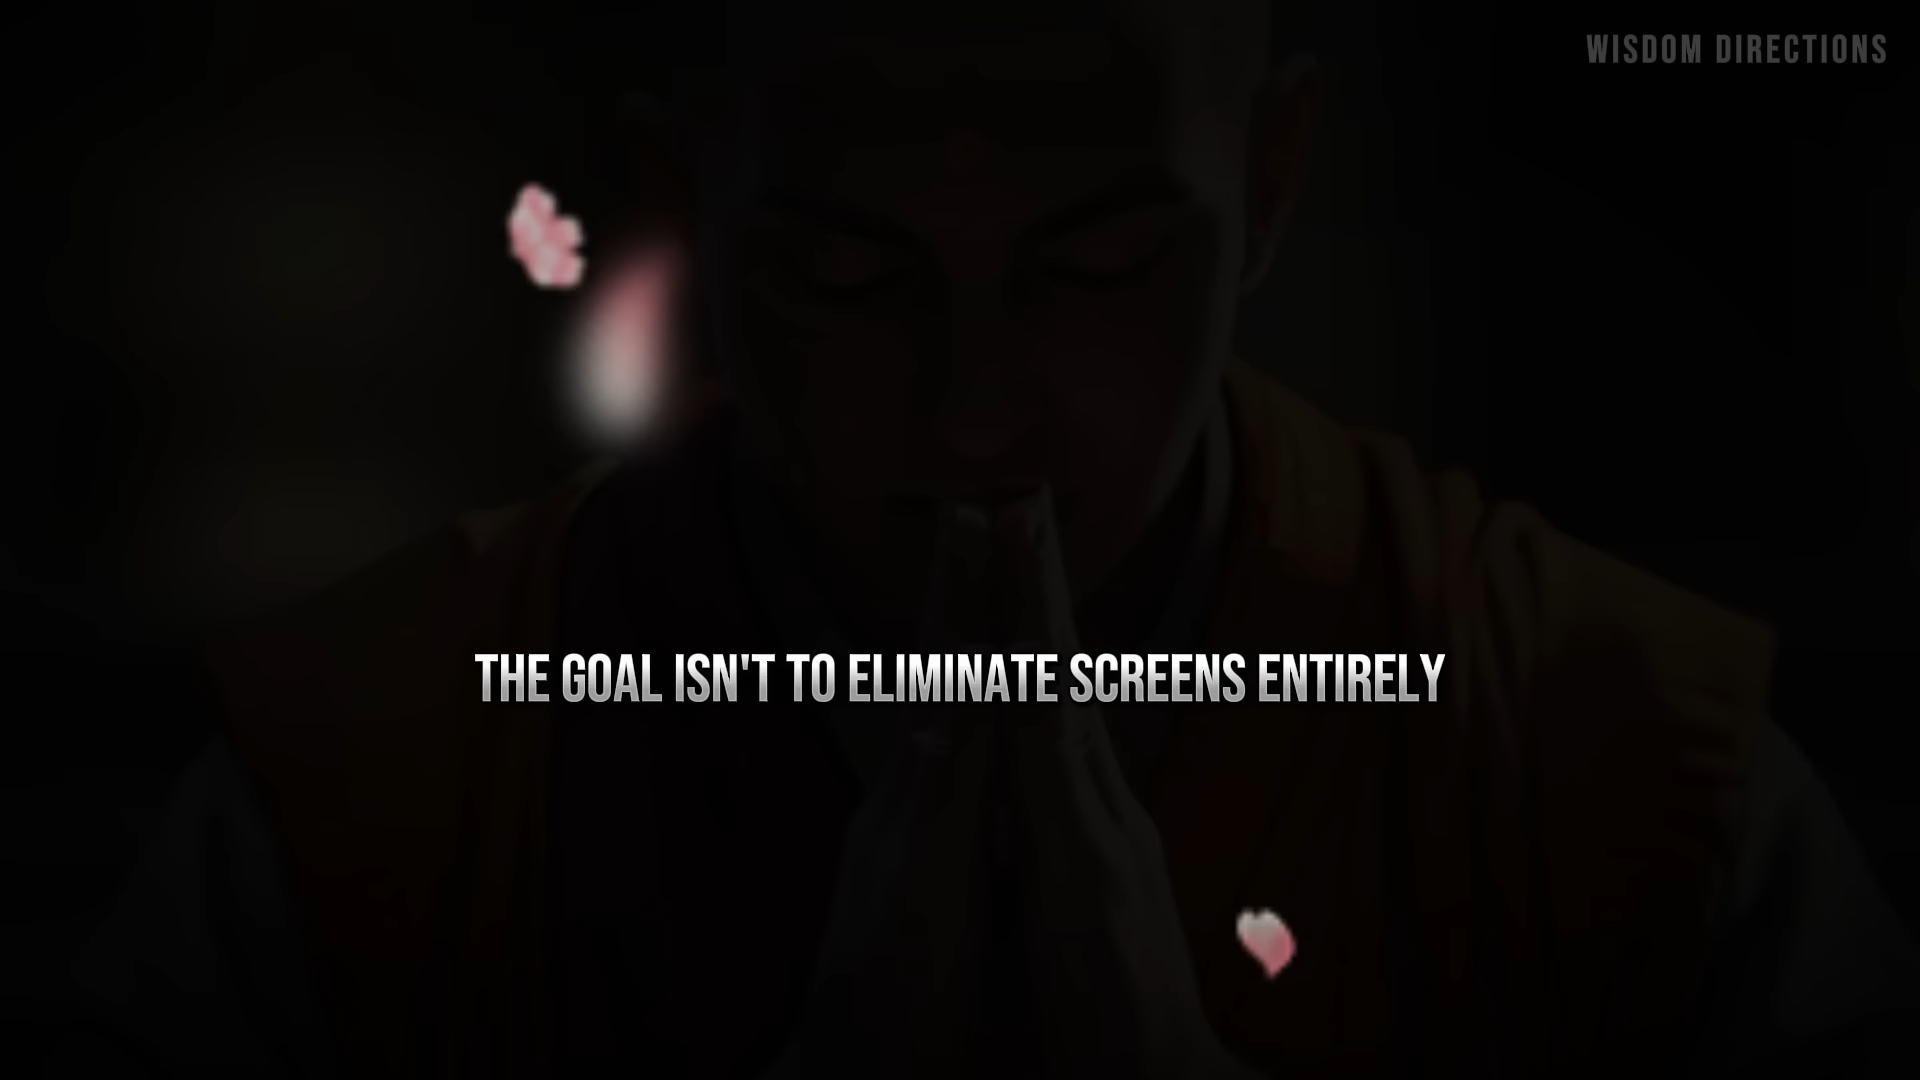 WISDOM DIRECTIONS
THE GOAL ISN'T TO ELIMINATE SCREENS ENTIRELY